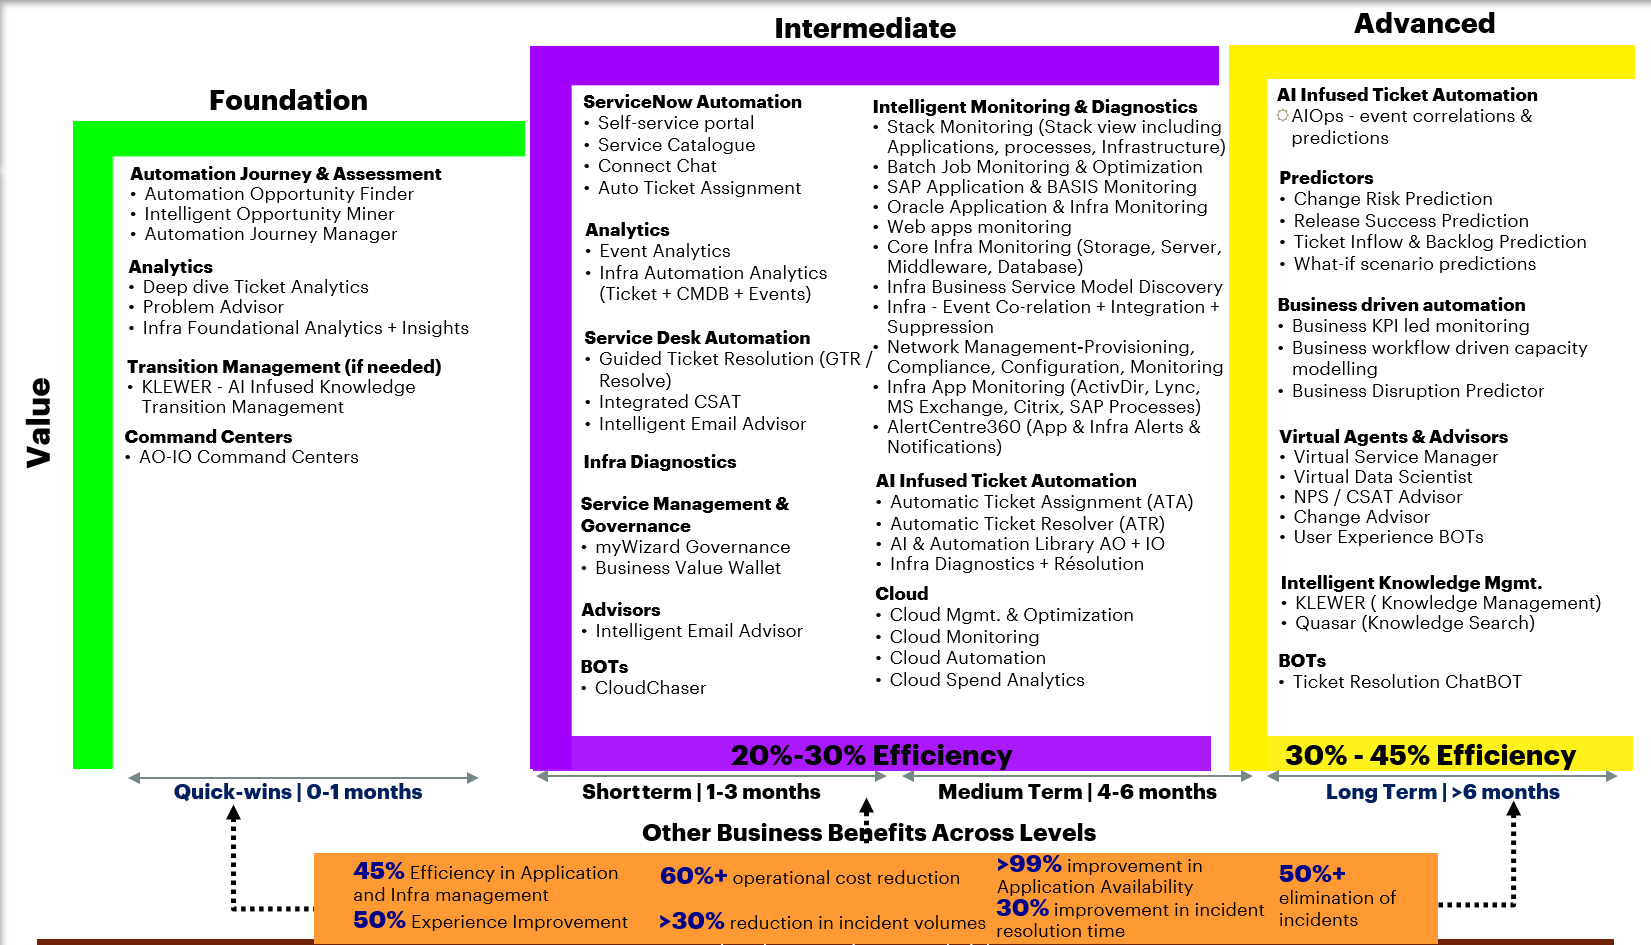 Value
Foundation
Automation Journey & Assessment
• Automation Opportunity Finder
• Intelligent Opportunity Miner
• Automation Journey Manager
Analytics
• Deep dive Ticket Analytics
• Problem Advisor
• Infra Foundational Analytics + Insights
Transition Management (if needed)
• KLEWER - AI Infused Knowledge
Transition Management
Command Centers
• AO-IO Command Centers
Quick-wins | 0-1 months
Intermediate
ServiceNow Automation
• Self-service portal
• Service Catalogue
• Connect Chat
• Auto Ticket Assignment
Analytics
• Event Analytics
• Infra Automation Analytics
(Ticket + CMDB + Events)
Service Desk Automation
• Guided Ticket Resolution (GTR /
Resolve)
• Integrated CSAT
• Intelligent Email Advisor
Infra Diagnostics
Service Management &
Governance
• myWizard Governance
• Business Value Wallet
Advisors
• Intelligent Email Advisor
BOTs
• CloudChaser
Intelligent Monitoring & Diagnostics
• Stack Monitoring (Stack view including
Applications, processes, Infrastructure)
• Batch Job Monitoring & Optimization
• SAP Application & BASIS Monitoring
• Oracle Application & Infra Monitoring
• Web apps monitoring
• Core Infra Monitoring (Storage, Server,
Middleware, Database)
• Infra Business Service Model Discovery
• Infra - Event Co-relation + Integration +
Suppression
• Network Management-Provisioning,
Compliance, Configuration, Monitoring
• Infra App Monitoring (ActivDir, Lync,
MS Exchange, Citrix, SAP Processes)
• AlertCentre360 (App & Infra Alerts &
Notifications)
AI Infused Ticket Automation
• Automatic Ticket Assignment (ATA)
• Automatic Ticket Resolver (ATR)
• AI & Automation Library AO + IO
• Infra Diagnostics + Résolution
Cloud
• Cloud Mgmt. & Optimization
• Cloud Monitoring
• Cloud Automation
• Cloud Spend Analytics
20%-30% Efficiency
Short term | 1-3 months
Medium Term | 4-6 months
Advanced
AI Infused Ticket Automation
AIOps - event correlations &
predictions
Predictors
• Change Risk Prediction
• Release Success Prediction
• Ticket Inflow & Backlog Prediction
• What-if scenario predictions
Business driven automation
• Business KPI led monitoring
• Business workflow driven capacity
modelling
• Business Disruption Predictor
Virtual Agents & Advisors
• Virtual Service Manager
• Virtual Data Scientist
• NPS / CSAT Advisor
• Change Advisor
• User Experience BOTs
Intelligent Knowledge Mgmt.
• KLEWER ( Knowledge Management)
• Quasar (Knowledge Search)
BOTs
• Ticket Resolution ChatBOT
30% - 45% Efficiency
Long Term | >6 months
Other Business Benefits Across Levels
45% Efficiency in Application
and Infra management
50% Experience Improvement
60%+ operational cost reduction
>30% reduction in incident volumes
>99% improvement in
Application Availability
30% improvement in incident
resolution time
50%+
elimination of
incidents